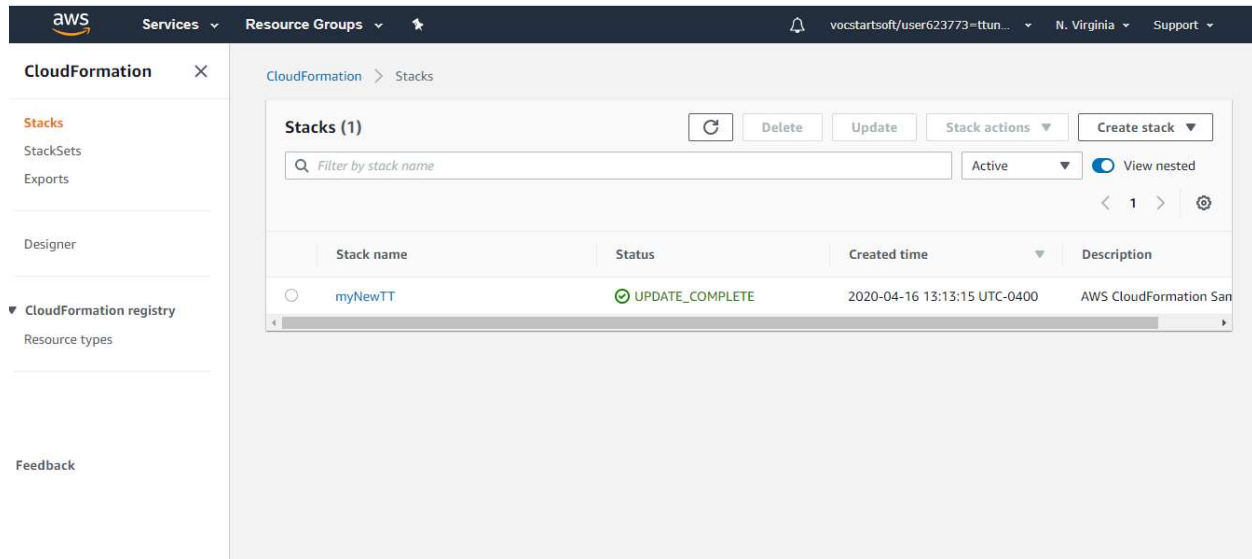 aws Services Resource Groups vocstartsoft/user623773=ttun... N. Virginia Support
CloudFormation
CloudFormation > Stacks
Stacks
StackSets
Exports
Designer
CloudFormation registry
Resource types
Feedback
Stacks (1) Delete Update Stack actions Create stack
Filter by stack name Active View nested
< 1 >
Stack name Status Created time Description
myNewTT UPDATE_COMPLETE 2020-04-16 13:13:15 UTC-0400 AWS CloudFormation San